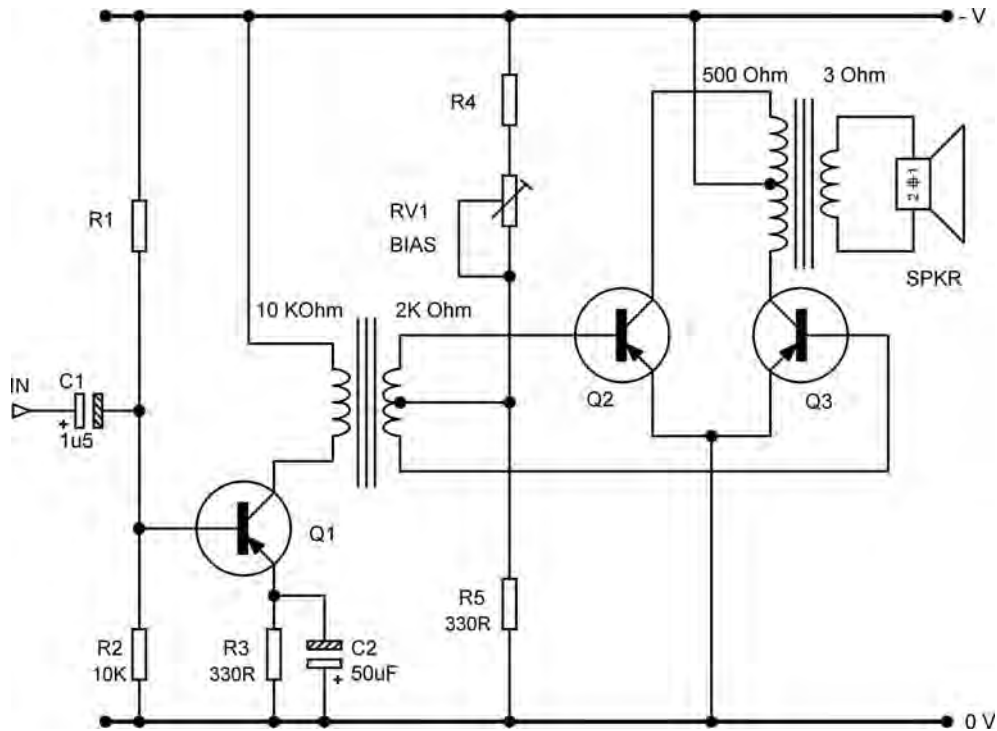 - V
500 Ohm
3 Ohm
R4
R1
RV1
BIAS
2 Φ 1
SPKR
10 KOhm
2K Ohm
IN
C1
+
1u5
Q2
Q3
Q1
R5
330R
R2
10K
R3
330R
C2
50uF
+
0 V